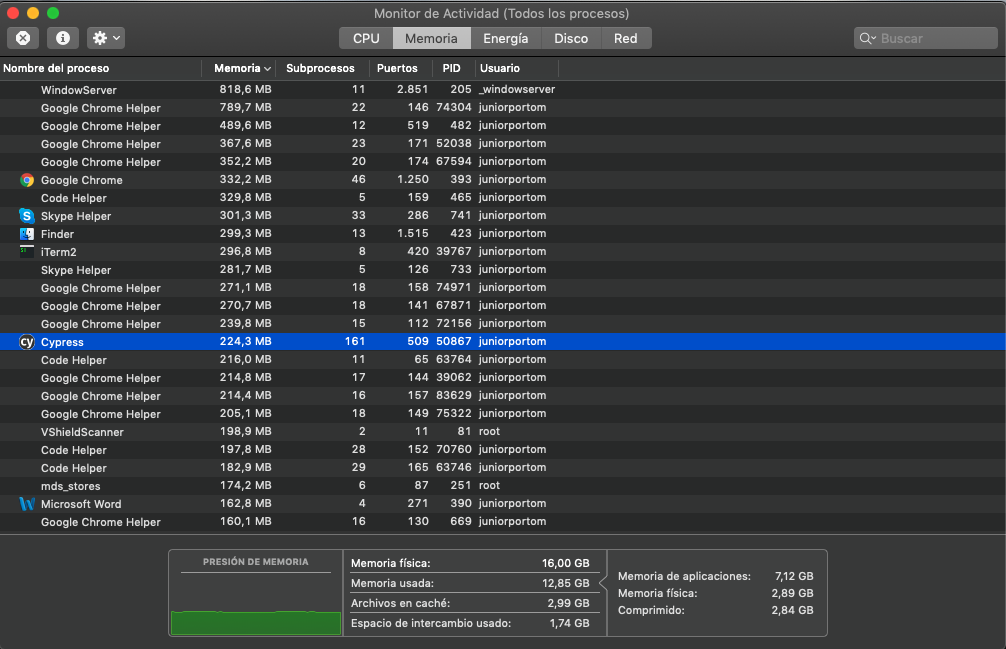 Monitor de Actividad (Todos los procesos)
CPU Memoria Energía Disco Red Buscar
Nombre del proceso Memoria Subprocesos Puertos PID Usuario
WindowServer 818,6 MB 11 2.851 205 _windowserver
Google Chrome Helper 789,7 MB 22 146 74304 juniorportom
Google Chrome Helper 489,6 MB 12 519 482 juniorportom
Google Chrome Helper 367,6 MB 23 171 52038 juniorportom
Google Chrome Helper 352,2 MB 20 174 67594 juniorportom
Google Chrome 332,2 MB 46 1.250 393 juniorportom
Code Helper 329,8 MB 5 159 465 juniorportom
S Skype Helper 301,3 MB 33 286 741 juniorportom
Finder 299,3 MB 13 1.515 423 juniorportom
iTerm2 296,8 MB 8 420 39767 juniorportom
Skype Helper 281,7 MB 5 126 733 juniorportom
Google Chrome Helper 271,1 MB 18 158 74971 juniorportom
Google Chrome Helper 270,7 MB 18 141 67871 juniorportom
Google Chrome Helper 239,8 MB 15 112 72156 juniorportom
cy Cypress 224,3 MB 161 509 50867 juniorportom
Code Helper 216,0 MB 11 65 63764 juniorportom
Google Chrome Helper 214,8 MB 17 144 39062 juniorportom
Google Chrome Helper 214,4 MB 16 157 83629 juniorportom
Google Chrome Helper 205,1 MB 18 149 75322 juniorportom
VShieldScanner 198,9 MB 2 11 81 root
Code Helper 197,8 MB 28 152 70760 juniorportom
Code Helper 182,9 MB 29 165 63746 juniorportom
mds_stores 174,2 MB 6 87 251 root
W Microsoft Word 162,8 MB 4 271 390 juniorportom
Google Chrome Helper 160,1 MB 16 130 669 juniorportom
PRESIÓN DE MEMORIA
Memoria física: 16,00 GB
Memoria usada: 12,85 GB
Archivos en caché: 2,99 GB
Espacio de intercambio usado: 1,74 GB
Memoria de aplicaciones: 7,12 GB
Memoria física: 2,89 GB
Comprimido: 2,84 GB